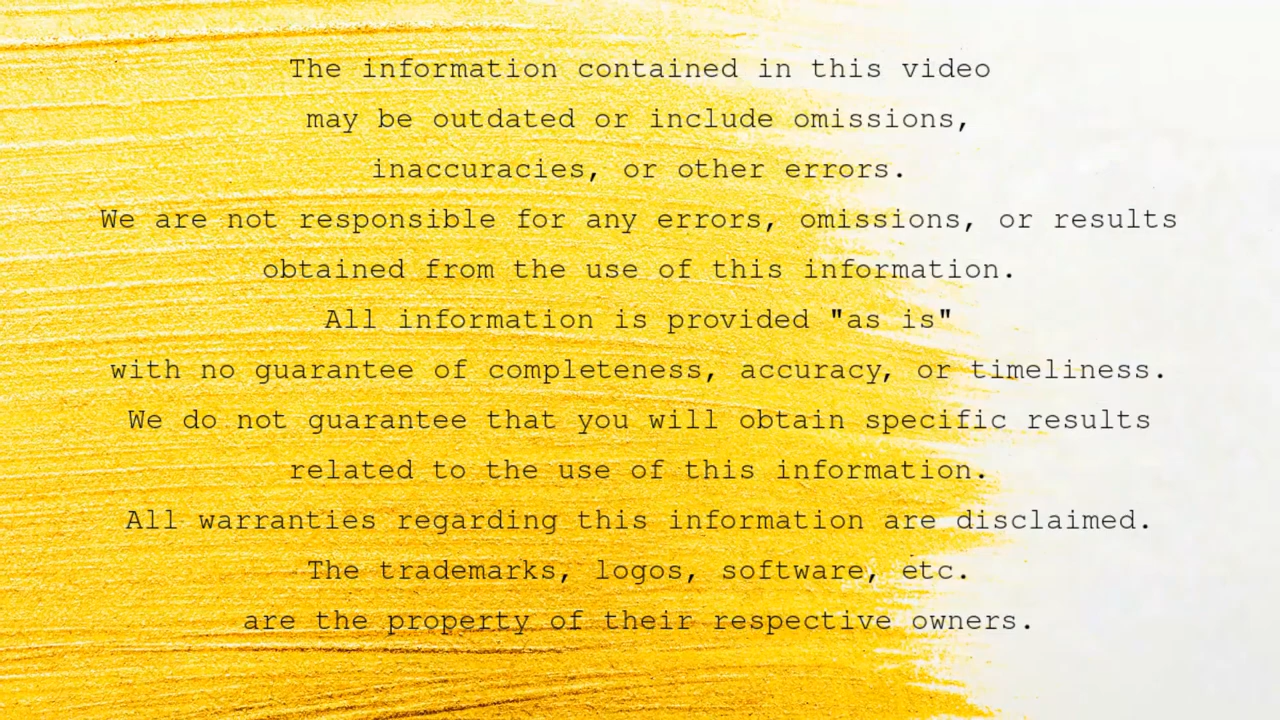 The information contained in this video
may be outdated or include omissions,
inaccuracies, or other errors.
We are not responsible for any errors, omissions, or results
obtained from the use of this information.
All information is provided "as is"
with no guarantee of completeness, accuracy, or timeliness.
We do not guarantee that you will obtain specific results
related to the use of this information.
All warranties regarding this information are disclaimed.
The trademarks, logos, software, etc.
are the property of their respective owners.